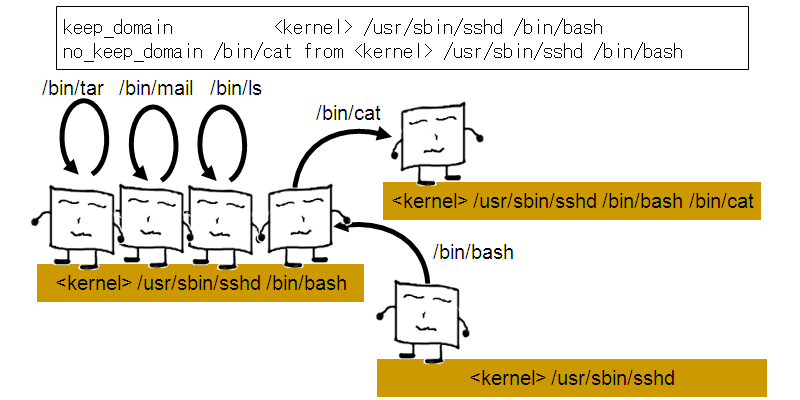 keep_domain <kernel> /usr/sbin/sshd /bin/bash
no_keep_domain /bin/cat from <kernel> /usr/sbin/sshd /bin/bash
/bin/tar /bin/mail /bin/ls
/bin/cat
<kernel> /usr/sbin/sshd /bin/bash /bin/cat
/bin/bash
<kernel> /usr/sbin/sshd /bin/bash
<kernel> /usr/sbin/sshd